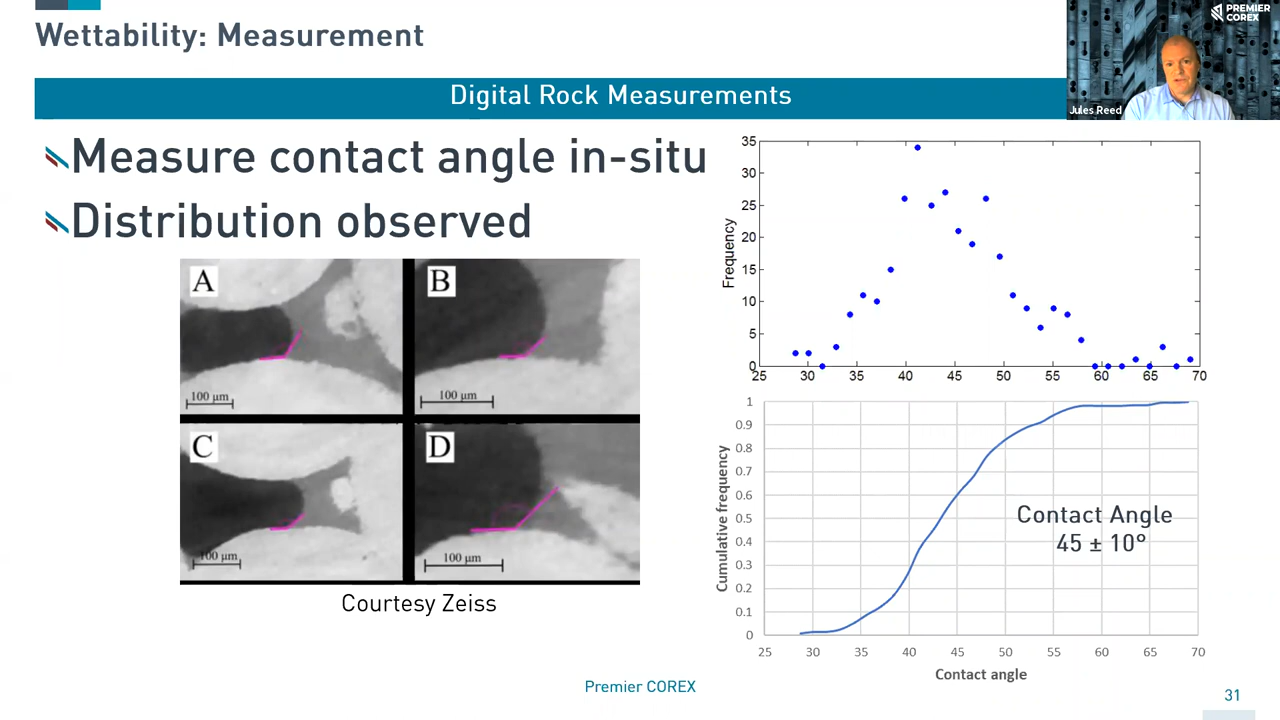 Wettability: Measurement
PREMIER
COREX
Jules Reed
Digital Rock Measurements
Measure contact angle in-situ
Distribution observed
A
100 μm
B
100 μm
C
100 μm
D
100 μm
Courtesy Zeiss
Frequency
35
30
25
20
15
10
5
0
25 30 35 40 45 50 55 60 65 70
Cumulative frequency
1
0.9
0.8
0.7
0.6
0.5
0.4
0.3
0.2
0.1
0
Contact Angle
45 ± 10°
25 30 35 40 45 50 55 60 65 70
Contact angle
Premier COREX
31